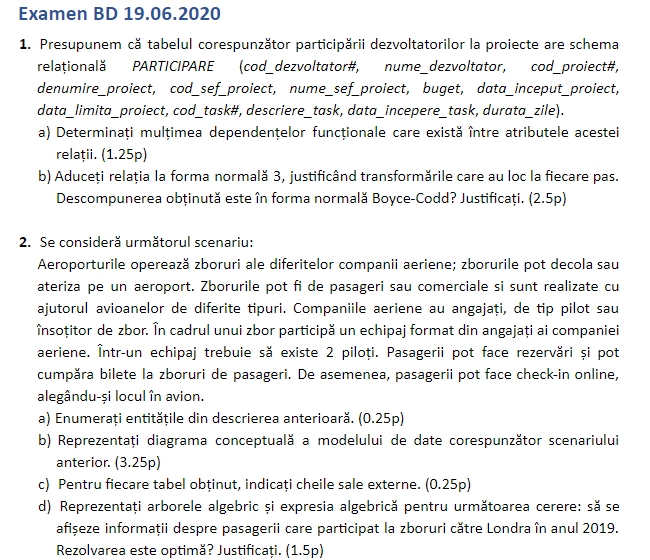 Examen BD 19.06.2020
1. Presupunem că tabelul corespunzător participării dezvoltatorilor la proiecte are schema
relațională PARTICIPARE (cod_dezvoltator#, nume_dezvoltator, cod_proiect#,
denumire_proiect, cod_sef_proiect, nume_sef_proiect, buget, data_inceput_proiect,
data_limita_proiect, cod_task#, descriere_task, data_incepere_task, durata_zile).
a) Determinați mulțimea dependențelor funcționale care există între atributele acestei
relații. (1.25p)
b) Aduceți relația la forma normală 3, justificând transformările care au loc la fiecare pas.
Descompunerea obținută este în forma normală Boyce-Codd? Justificați. (2.5p)
2. Se consideră următorul scenariu:
Aeroporturile operează zboruri ale diferitelor companii aeriene; zborurile pot decola sau
ateriza pe un aeroport. Zborurile pot fi de pasageri sau comerciale si sunt realizate cu
ajutorul avioanelor de diferite tipuri. Companiile aeriene au angajați, de tip pilot sau
însoțitor de zbor. În cadrul unui zbor participă un echipaj format din angajați ai companiei
aeriene. Într-un echipaj trebuie să existe 2 piloți. Pasagerii pot face rezervări și pot
cumpăra bilete la zboruri de pasageri. De asemenea, pasagerii pot face check-in online,
alegându-și locul în avion.
a) Enumerați entitățile din descrierea anterioară. (0.25p)
b) Reprezentați diagrama conceptuală a modelului de date corespunzător scenariului
anterior. (3.25p)
c) Pentru fiecare tabel obținut, indicați cheile sale externe. (0.25p)
d) Reprezentați arborele algebric și expresia algebrică pentru următoarea cerere: să se
afișeze informații despre pasagerii care participat la zboruri către Londra în anul 2019.
Rezolvarea este optimă? Justificați. (1.5p)